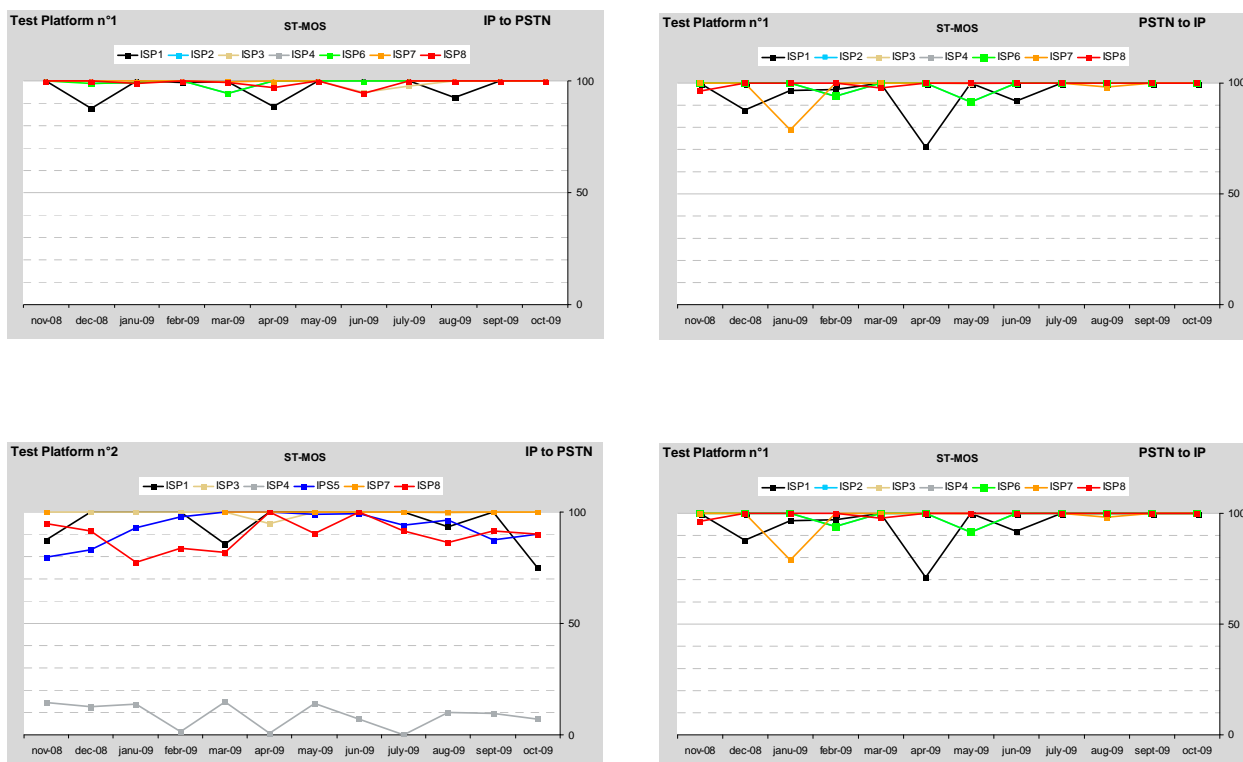 Test Platform n°1 ST-MOS IP to PSTN
ISP1 ISP2 ISP3 ISP4 ISP6 ISP7 ISP8
100
50
0
nov-08 dec-08 janu-09 febr-09 mar-09 apr-09 may-09 jun-09 july-09 aug-09 sept-09 oct-09
Test Platform n°1 ST-MOS PSTN to IP
ISP1 ISP2 ISP3 ISP4 ISP6 ISP7 ISP8
100
50
0
nov-08 dec-08 janu-09 febr-09 mar-09 apr-09 may-09 jun-09 july-09 aug-09 sept-09 oct-09
Test Platform n°2 ST-MOS IP to PSTN
ISP1 ISP3 ISP4 IPS5 ISP7 ISP8
100
50
0
nov-08 dec-08 janu-09 febr-09 mar-09 apr-09 may-09 jun-09 july-09 aug-09 sept-09 oct-09
Test Platform n°1 ST-MOS PSTN to IP
ISP1 ISP2 ISP3 ISP4 ISP6 ISP7 ISP8
100
50
0
nov-08 dec-08 janu-09 febr-09 mar-09 apr-09 may-09 jun-09 july-09 aug-09 sept-09 oct-09